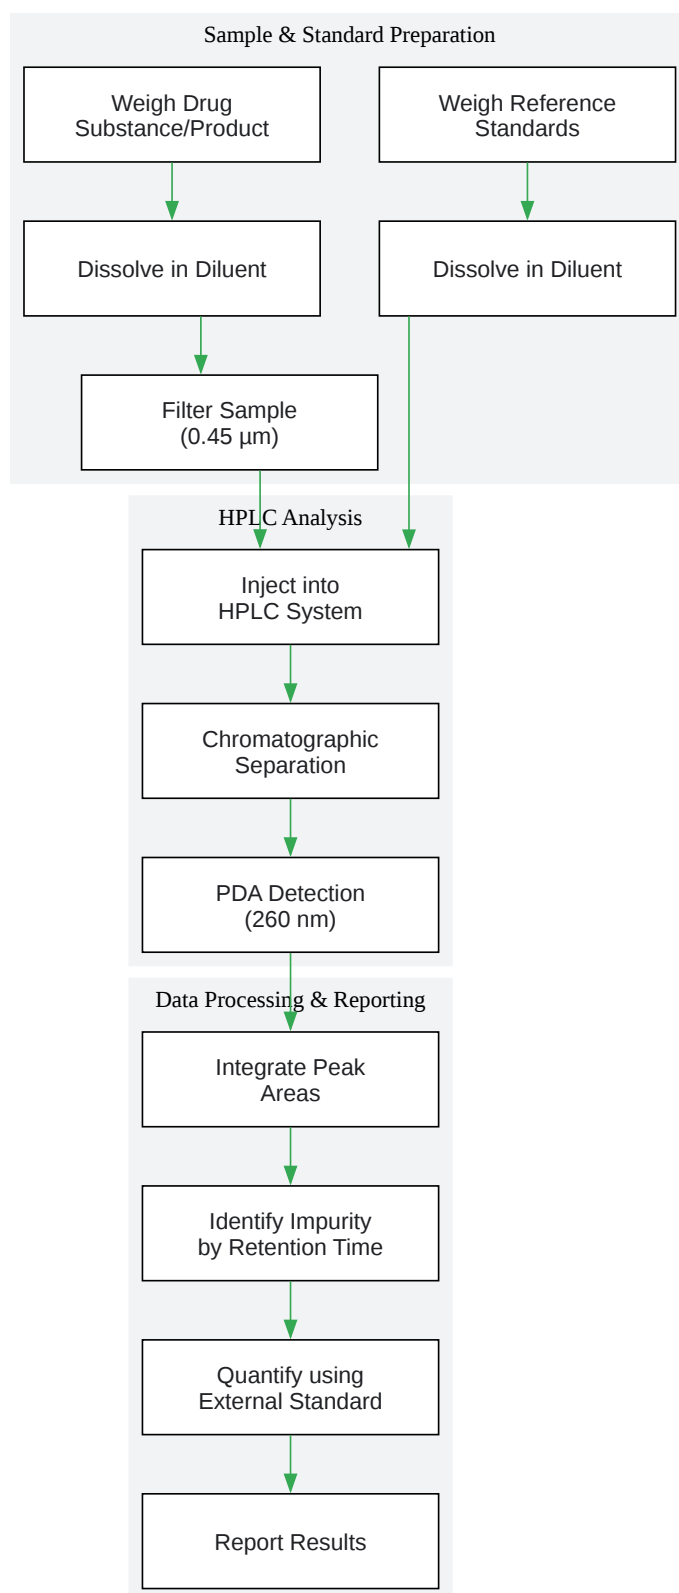 Sample & Standard Preparation
Weigh Drug
Substance/Product
Weigh Reference
Standards
Dissolve in Diluent
Dissolve in Diluent
Filter Sample
(0.45 µm)
HPLC Analysis
Inject into
HPLC System
Chromatographic
Separation
PDA Detection
(260 nm)
Data Processing & Reporting
Integrate Peak
Areas
Identify Impurity
by Retention Time
Quantify using
External Standard
Report Results